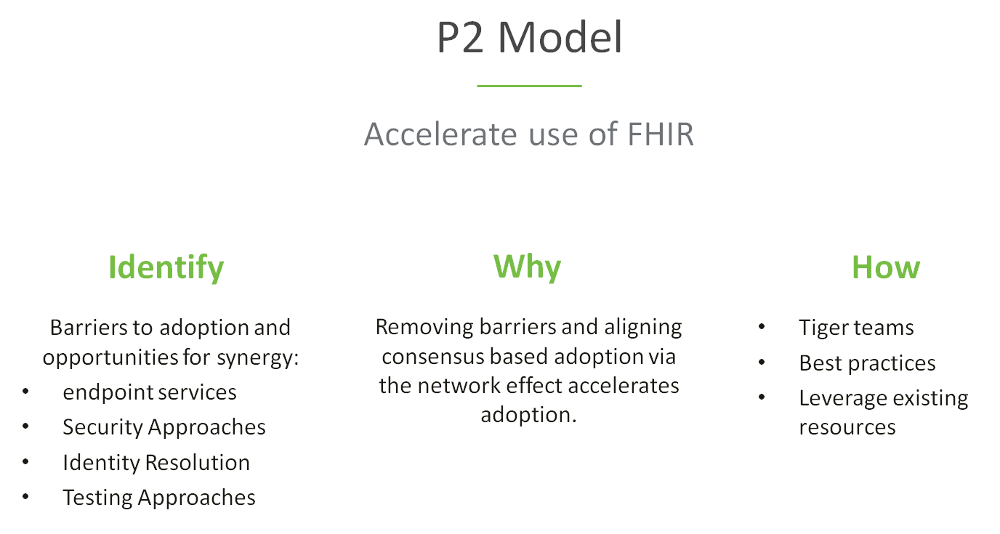 P2 Model
Accelerate use of FHIR
Identify
Barriers to adoption and
opportunities for synergy:
• endpoint services
• Security Approaches
• Identity Resolution
• Testing Approaches
Why
Removing barriers and aligning
consensus based adoption via
the network effect accelerates
adoption.
How
• Tiger teams
• Best practices
• Leverage existing
resources